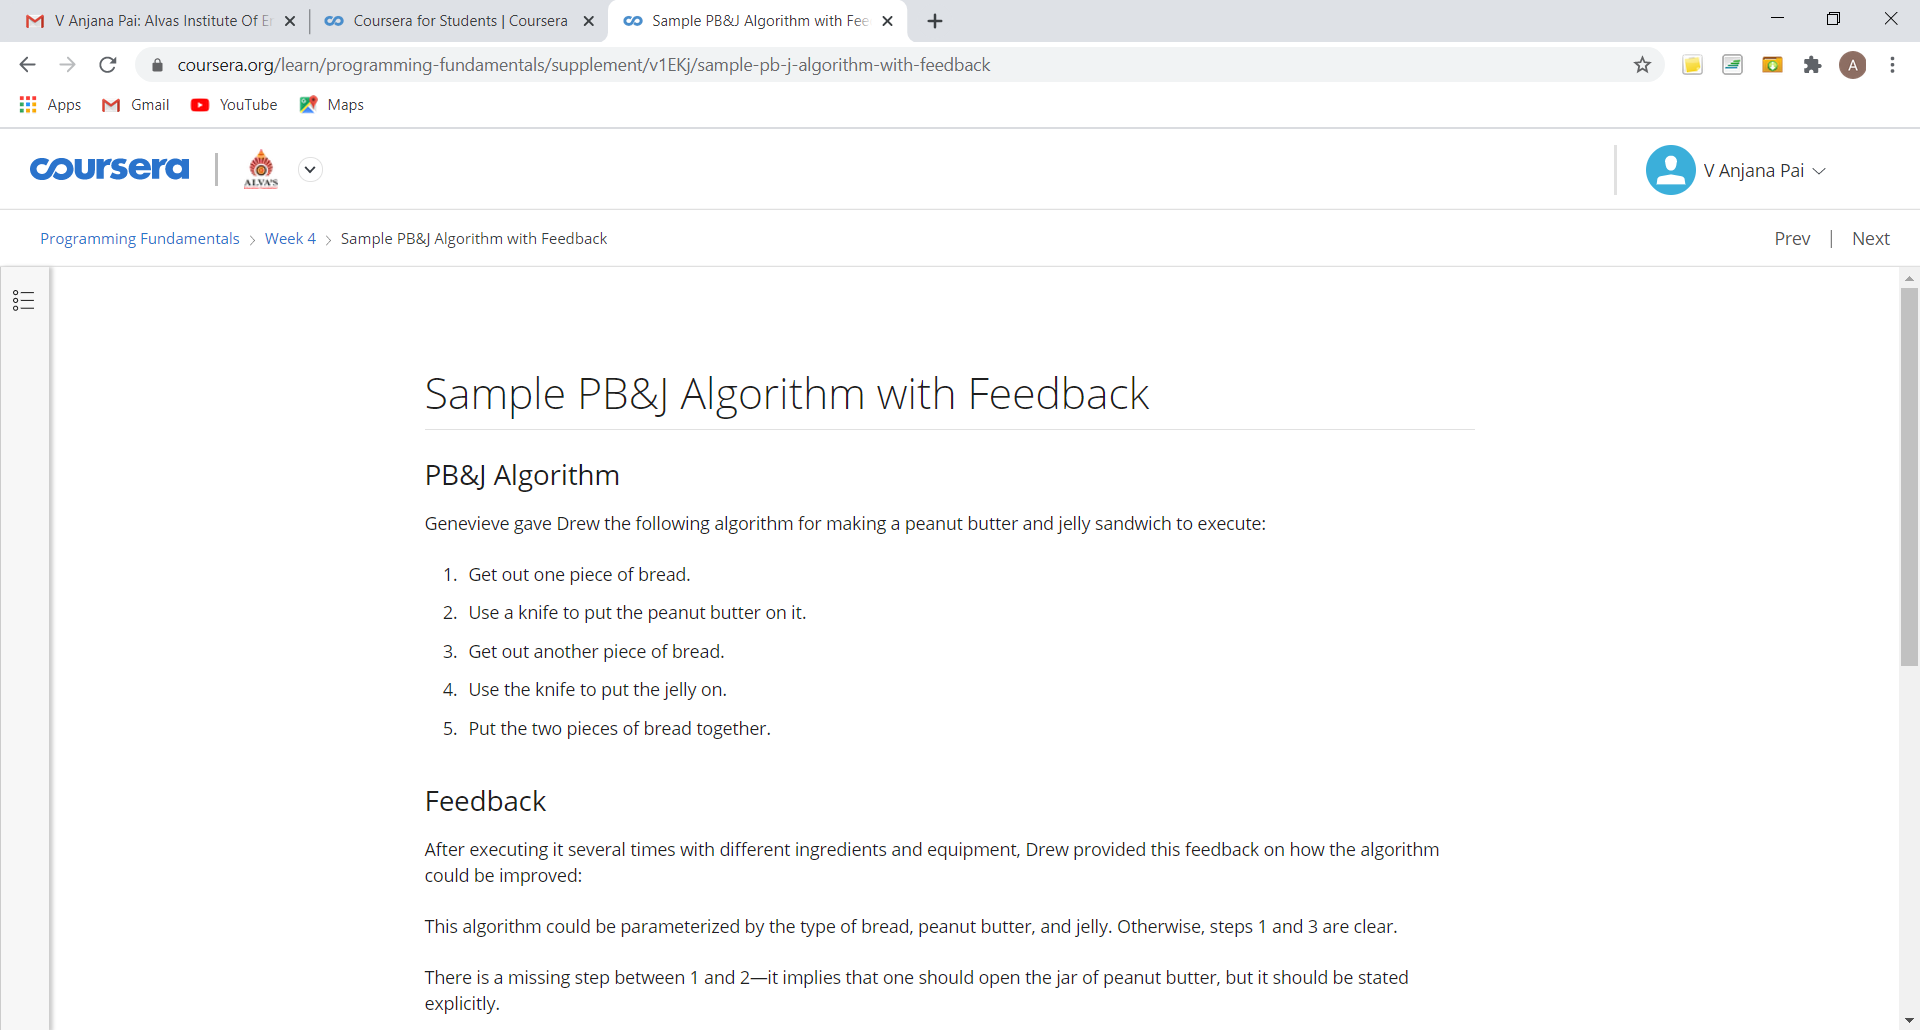 V Anjana Pai: Alvas Institute Of E
Coursera for Students | Coursera
Sample PB&J Algorithm with Fee
coursera.org/learn/programming-fundamentals/supplement/v1EKj/sample-pb-j-algorithm-with-feedback
A
Apps
Gmail
YouTube
Maps
coursera
ALVA'S
V Anjana Pai
Programming Fundamentals > Week 4 > Sample PB&J Algorithm with Feedback
Prev | Next
Sample PB&J Algorithm with Feedback
PB&J Algorithm
Genevieve gave Drew the following algorithm for making a peanut butter and jelly sandwich to execute:
1. Get out one piece of bread.
2. Use a knife to put the peanut butter on it.
3. Get out another piece of bread.
4. Use the knife to put the jelly on.
5. Put the two pieces of bread together.
Feedback
After executing it several times with different ingredients and equipment, Drew provided this feedback on how the algorithm
could be improved:
This algorithm could be parameterized by the type of bread, peanut butter, and jelly. Otherwise, steps 1 and 3 are clear.
There is a missing step between 1 and 2—it implies that one should open the jar of peanut butter, but it should be stated
explicitly.